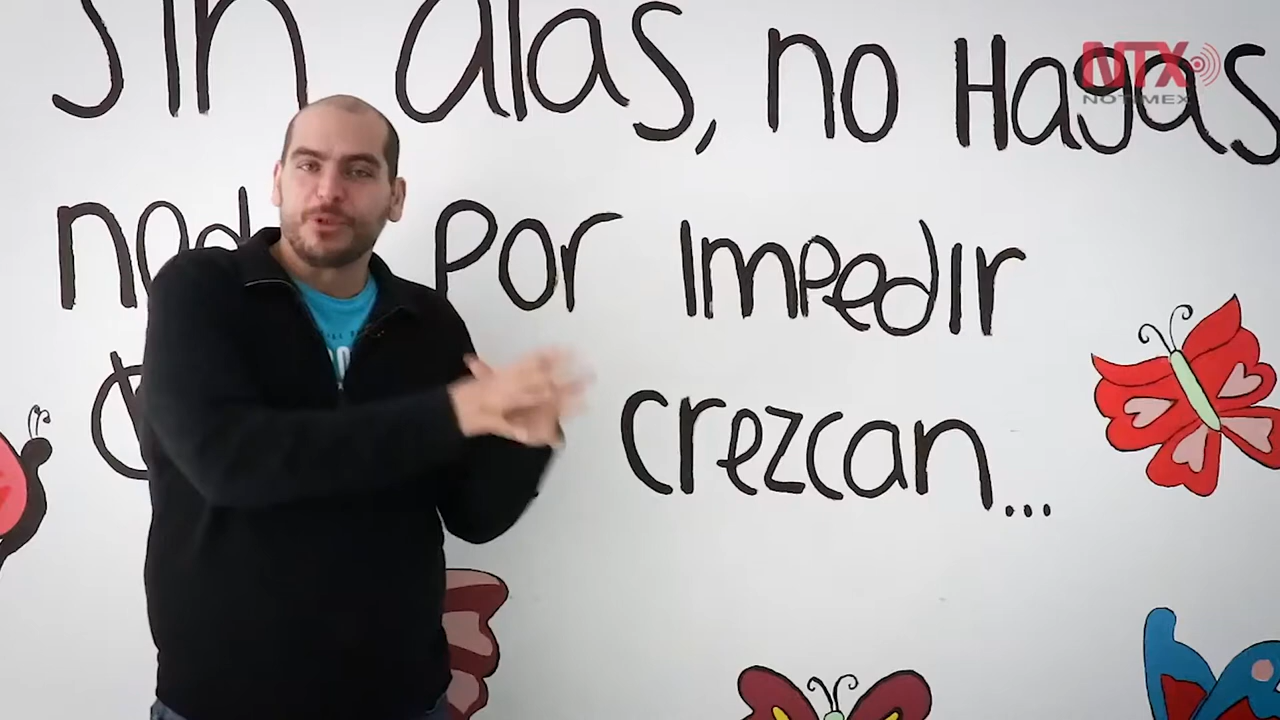 sin alas, no Hagas
por impedir
crezcan...
NTX
NOTIMEX